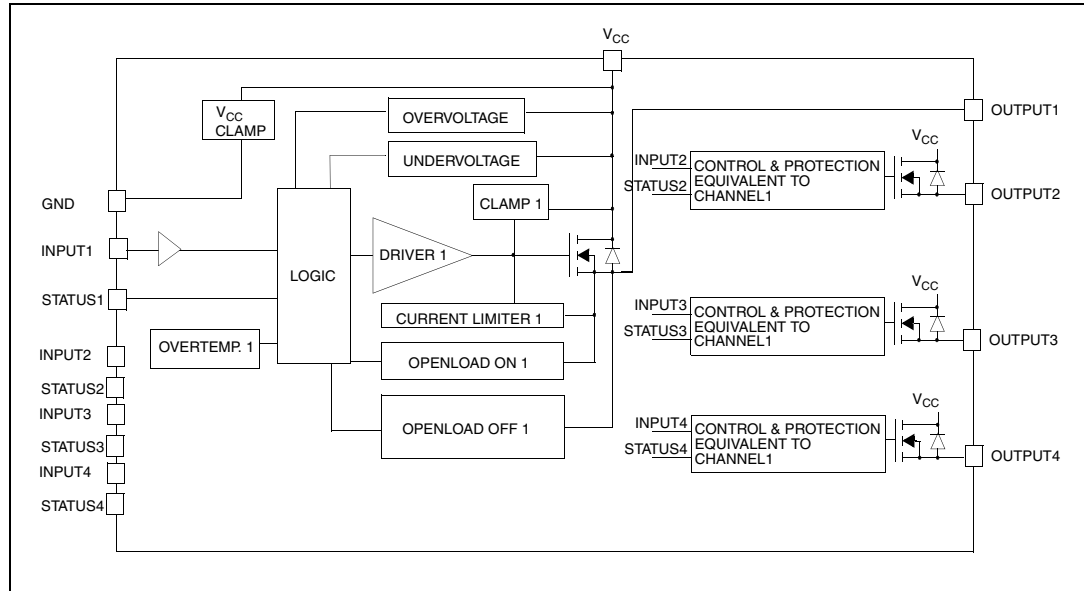 VCC
VCC
CLAMP
OVERVOLTAGE
UNDERVOLTAGE
CLAMP 1
GND
INPUT1
STATUS1
LOGIC
DRIVER 1
CURRENT LIMITER 1
OVERTEMP. 1
OPENLOAD ON 1
OPENLOAD OFF 1
INPUT2
STATUS2
INPUT3
STATUS3
INPUT4
STATUS4
OUTPUT1
VCC
INPUT2
STATUS2
CONTROL & PROTECTION
EQUIVALENT TO
CHANNEL1
OUTPUT2
VCC
INPUT3
STATUS3
CONTROL & PROTECTION
EQUIVALENT TO
CHANNEL1
OUTPUT3
VCC
INPUT4
STATUS4
CONTROL & PROTECTION
EQUIVALENT TO
CHANNEL1
OUTPUT4